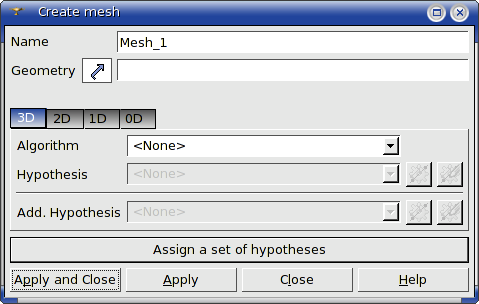 Create mesh
Name Mesh_1
Geometry
3D 2D 1D 0D
Algorithm <None>
Hypothesis <None>
Add. Hypothesis <None>
Assign a set of hypotheses
Apply and Close Apply Close Help